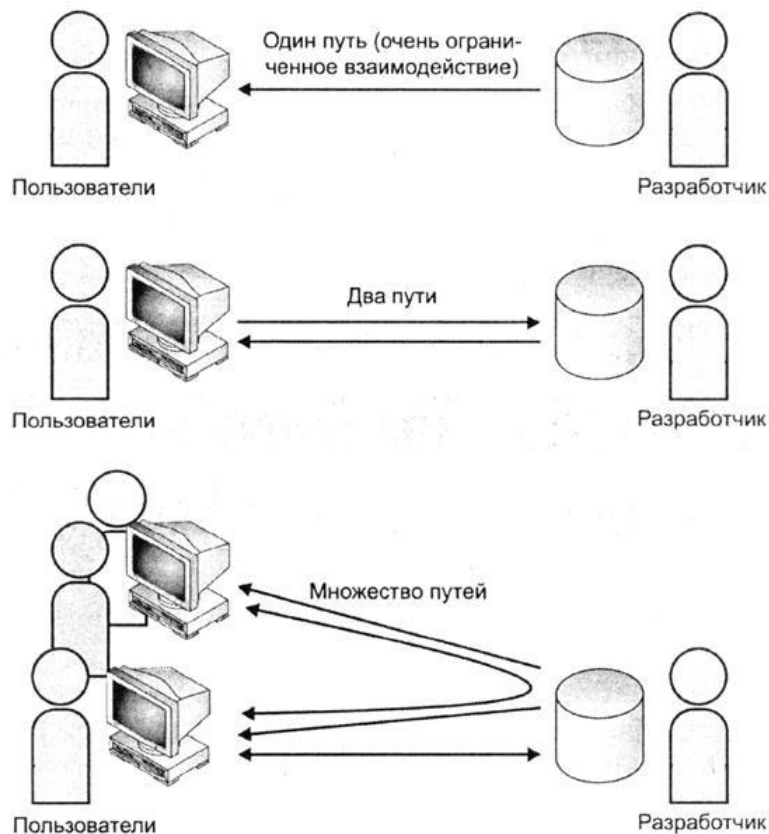 Один путь (очень ограни-
ченное взаимодействие)
Пользователи
Разработчик
Два пути
Пользователи
Разработчик
Множество путей
Пользователи
Разработчик